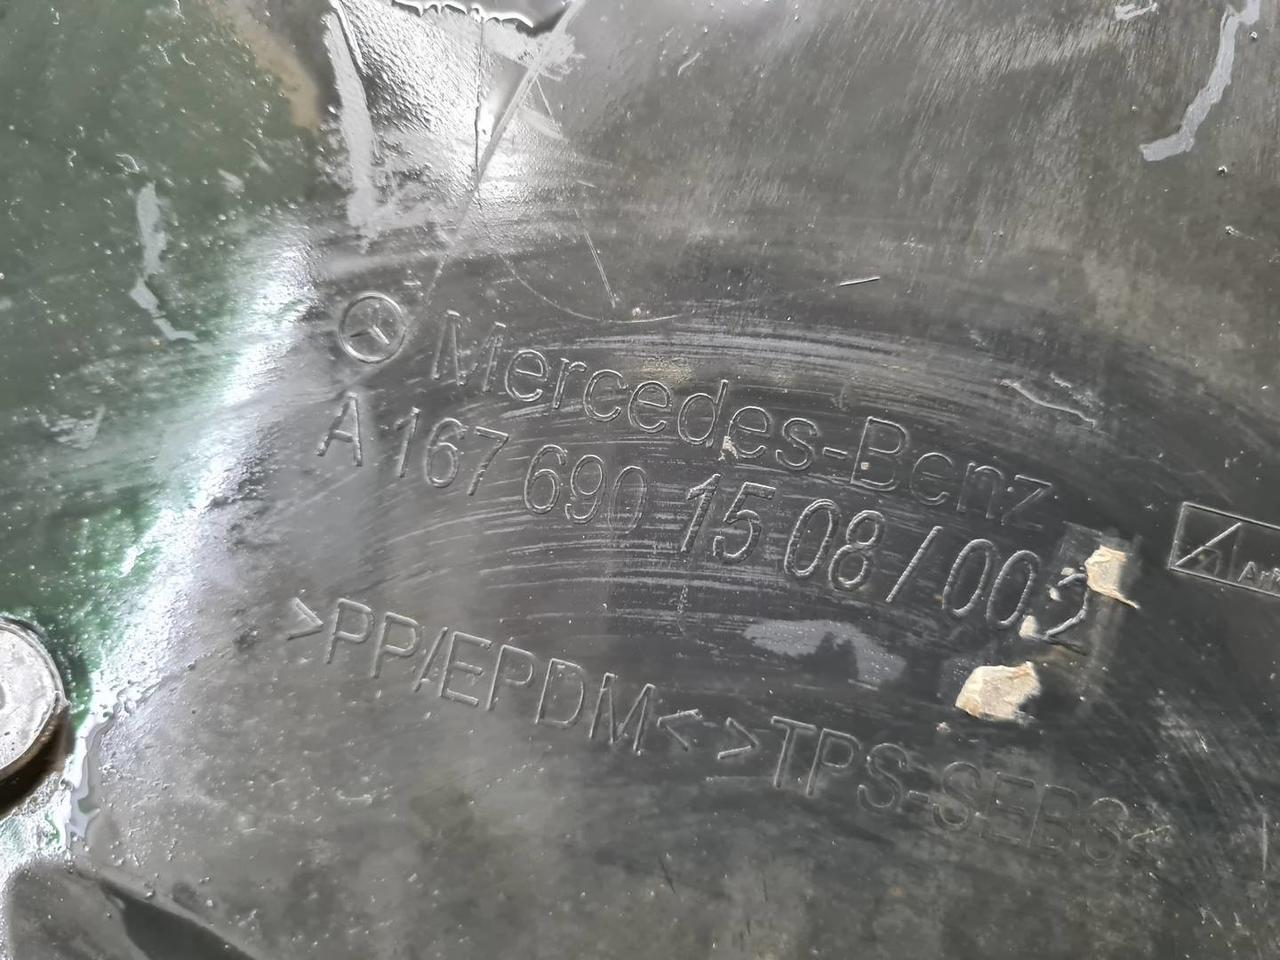 Mercedes-Benz
A 167 690 15 08 / 002
>PP/EPDM< >TPS-SEBS<